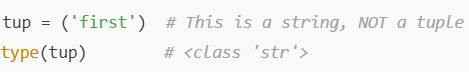 tup = ('first')  # This is a string, NOT a tuple
type(tup)        # <class 'str'>